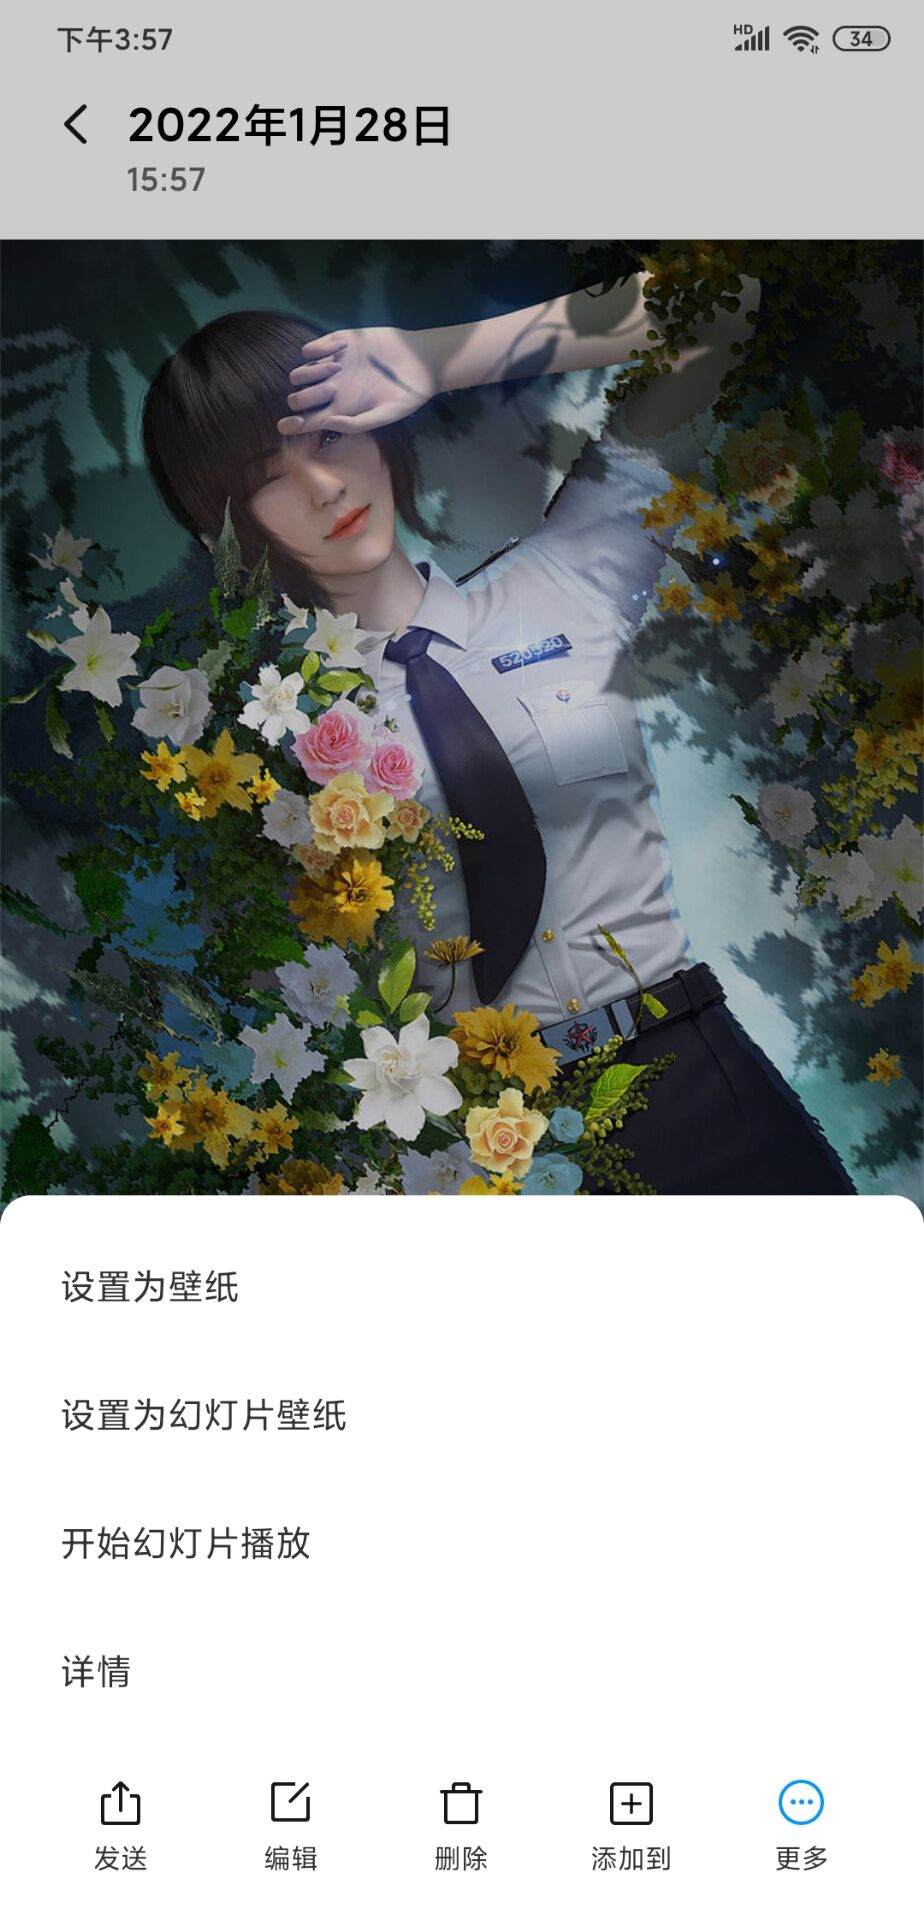 下午3:57
HD
34
2022年1月28日
15:57
520520
设置为壁纸
设置为幻灯片壁纸
开始幻灯片播放
详情
发送
编辑
删除
添加到
更多